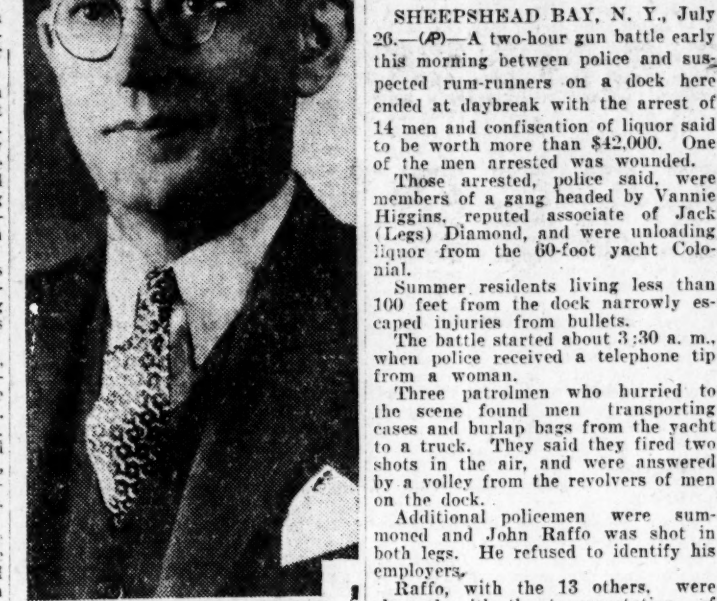 SHEEPSHEAD BAY, N. Y., July
26.—(AP)—A two-hour gun battle early
this morning between police and sus-
pected rum-runners on a dock here
ended at daybreak with the arrest of
14 men and confiscation of liquor said
to be worth more than $42,000. One
of the men arrested was wounded.
Those arrested, police said, were
members of a gang headed by Vannie
Higgins, reputed associate of Jack
(Legs) Diamond, and were unloading
liquor from the 60-foot yacht Colo-
nial.
Summer residents living less than
100 feet from the dock narrowly es-
caped injuries from bullets.
The battle started about 3:30 a. m.,
when police received a telephone tip
from a woman.
Three patrolmen who hurried to
the scene found men transporting
cases and burlap bags from the yacht
to a truck. They said they fired two
shots in the air, and were answered
by a volley from the revolvers of men
on the dock.
Additional policemen were sum-
moned and John Raffo was shot in
both legs. He refused to identify his
employers.
Raffo, with the 13 others, were